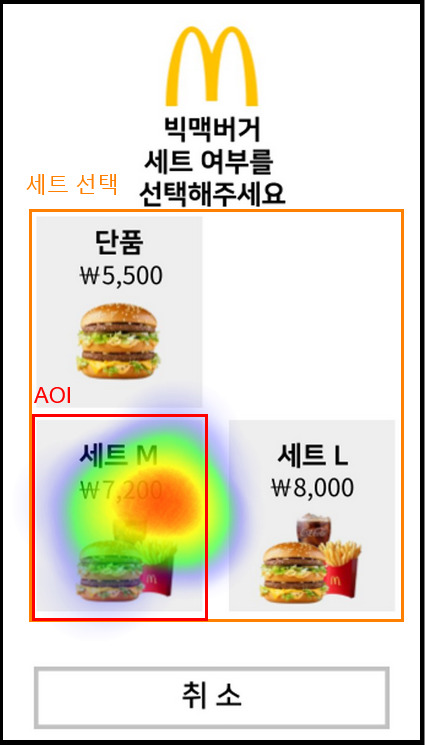 빅맥버거
세트 여부를
선택해주세요
세트 선택
단품
₩5,500
AOI
세트 M
₩7,200
세트 L
₩8,000
취 소